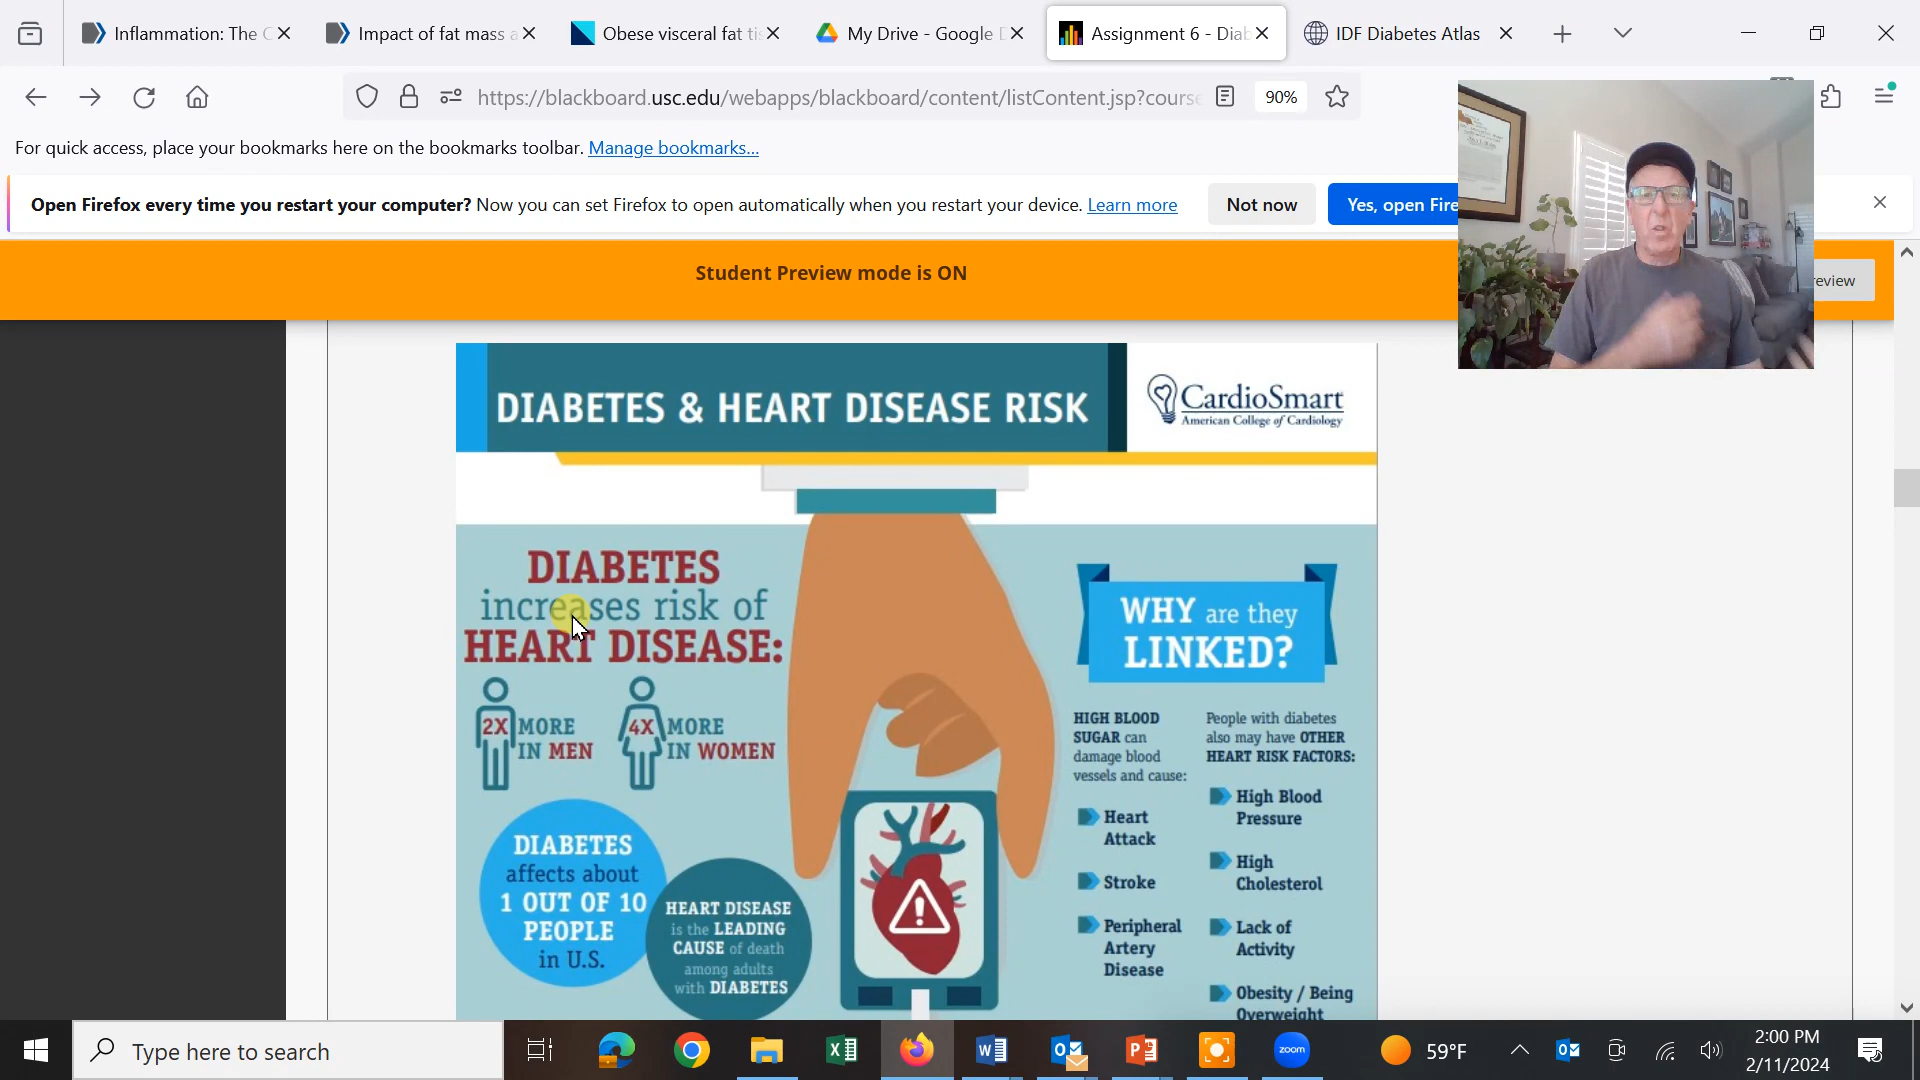 Inflammation: The C
Impact of fat mass a
Obese visceral fat tis
My Drive - Google D
Assignment 6 - Diab
IDF Diabetes Atlas
https://blackboard.usc.edu/webapps/blackboard/content/listContent.jsp?course
90%
For quick access, place your bookmarks here on the bookmarks toolbar. Manage bookmarks...
Open Firefox every time you restart your computer? Now you can set Firefox to open automatically when you restart your device. Learn more
Not now
Yes, open Fire
Student Preview mode is ON
review
DIABETES & HEART DISEASE RISK
CardioSmart
American College of Cardiology
DIABETES
increases risk of
HEART DISEASE:
2X MORE
IN MEN
4X MORE
IN WOMEN
DIABETES
affects about
1 OUT OF 10
PEOPLE
in U.S.
HEART DISEASE
is the LEADING
CAUSE of death
among adults
with DIABETES
WHY are they
LINKED?
HIGH BLOOD
SUGAR can
damage blood
vessels and cause:
Heart
Attack
Stroke
Peripheral
Artery
Disease
People with diabetes
also may have OTHER
HEART RISK FACTORS:
High Blood
Pressure
High
Cholesterol
Lack of
Activity
Obesity / Being
Overweight
Type here to search
zoom
59°F
2:00 PM
2/11/2024